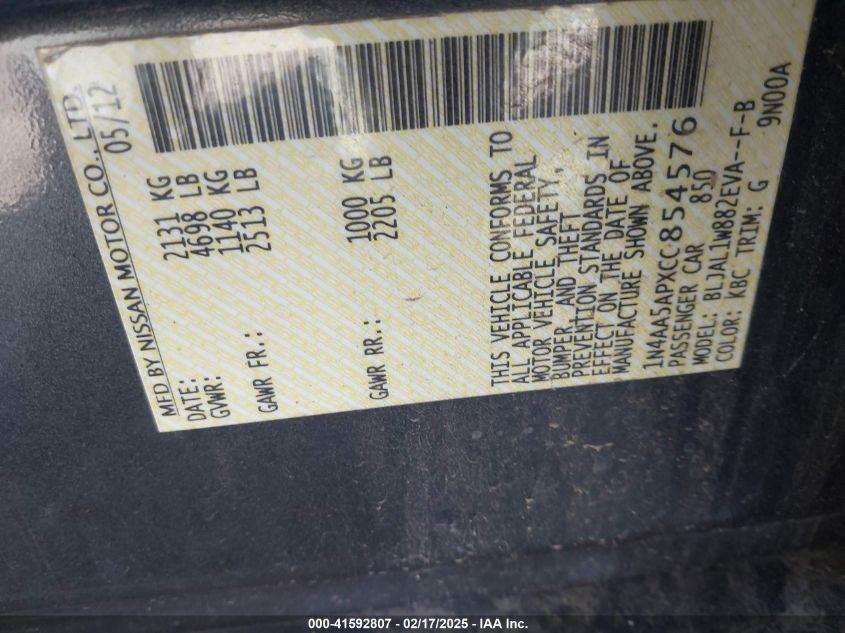 MFD BY NISSAN MOTOR CO., LTD.
DATE: 05/12
GVWR: 2131 KG
4698 LB
GAWR FR.: 1140 KG
2513 LB
GAWR RR.: 1000 KG
2205 LB
THIS VEHICLE CONFORMS TO
ALL APPLICABLE FEDERAL
MOTOR VEHICLE SAFETY,
BUMPER, AND THEFT
PREVENTION STANDARDS IN
EFFECT ON THE DATE OF
MANUFACTURE SHOWN ABOVE.
1N4AA5APXCC854576
PASSENGER CAR 850
MODEL: BLJAL1W882EVA--F-B
COLOR: KBC TRIM: G 9N00A
000-41592807 - 02/17/2025 - IAA Inc.